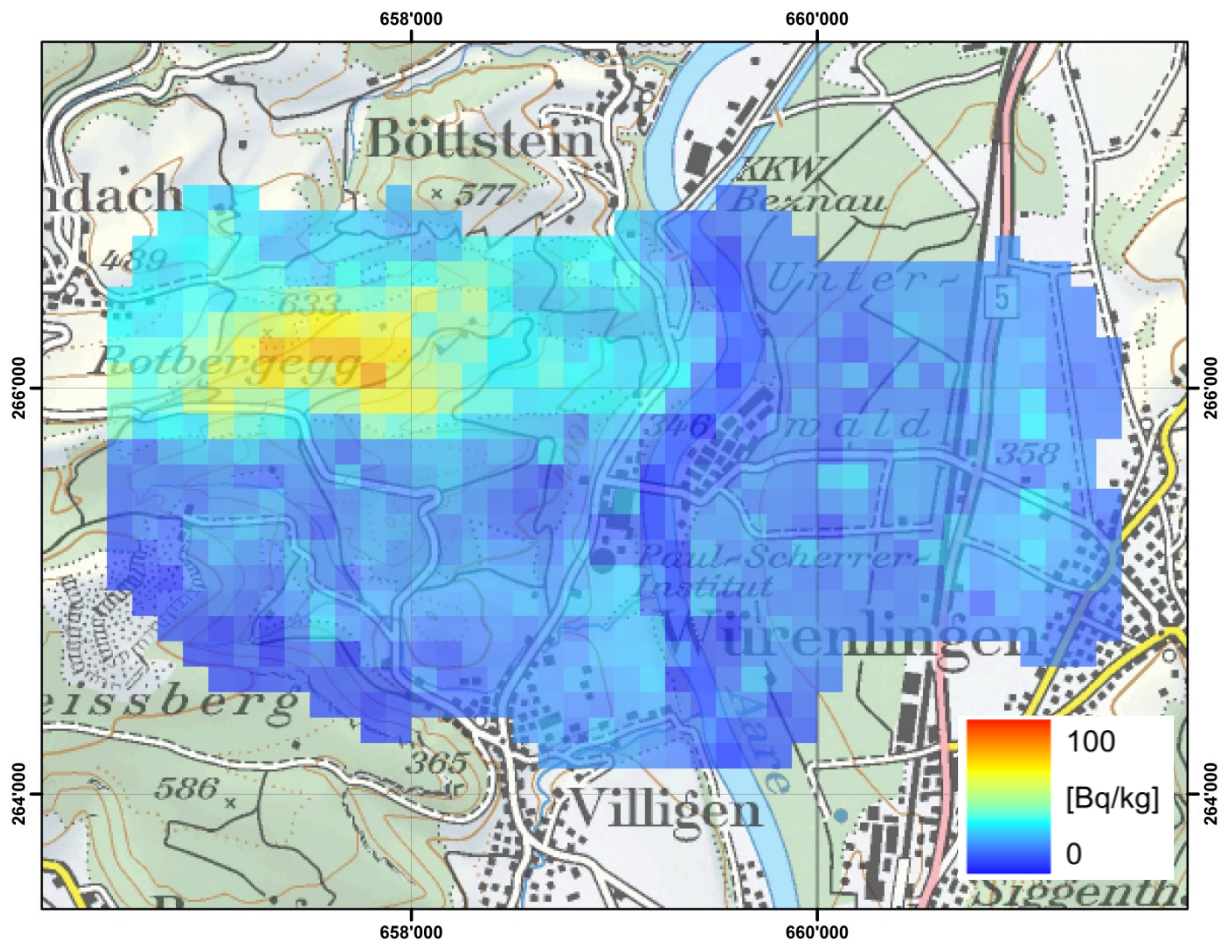 658'000
660'000
Böttstein
577
KKW
Beznau
ndach
489
Unter-
633
5
Rotbergegg
266'000
266'000
346
wald
358
Paul-Scherrer-
Institut
Würenlingen
eissberg
Aare
365
586
264'000
264'000
Villigen
100
[Bq/kg]
0
Siggenth
658'000
660'000